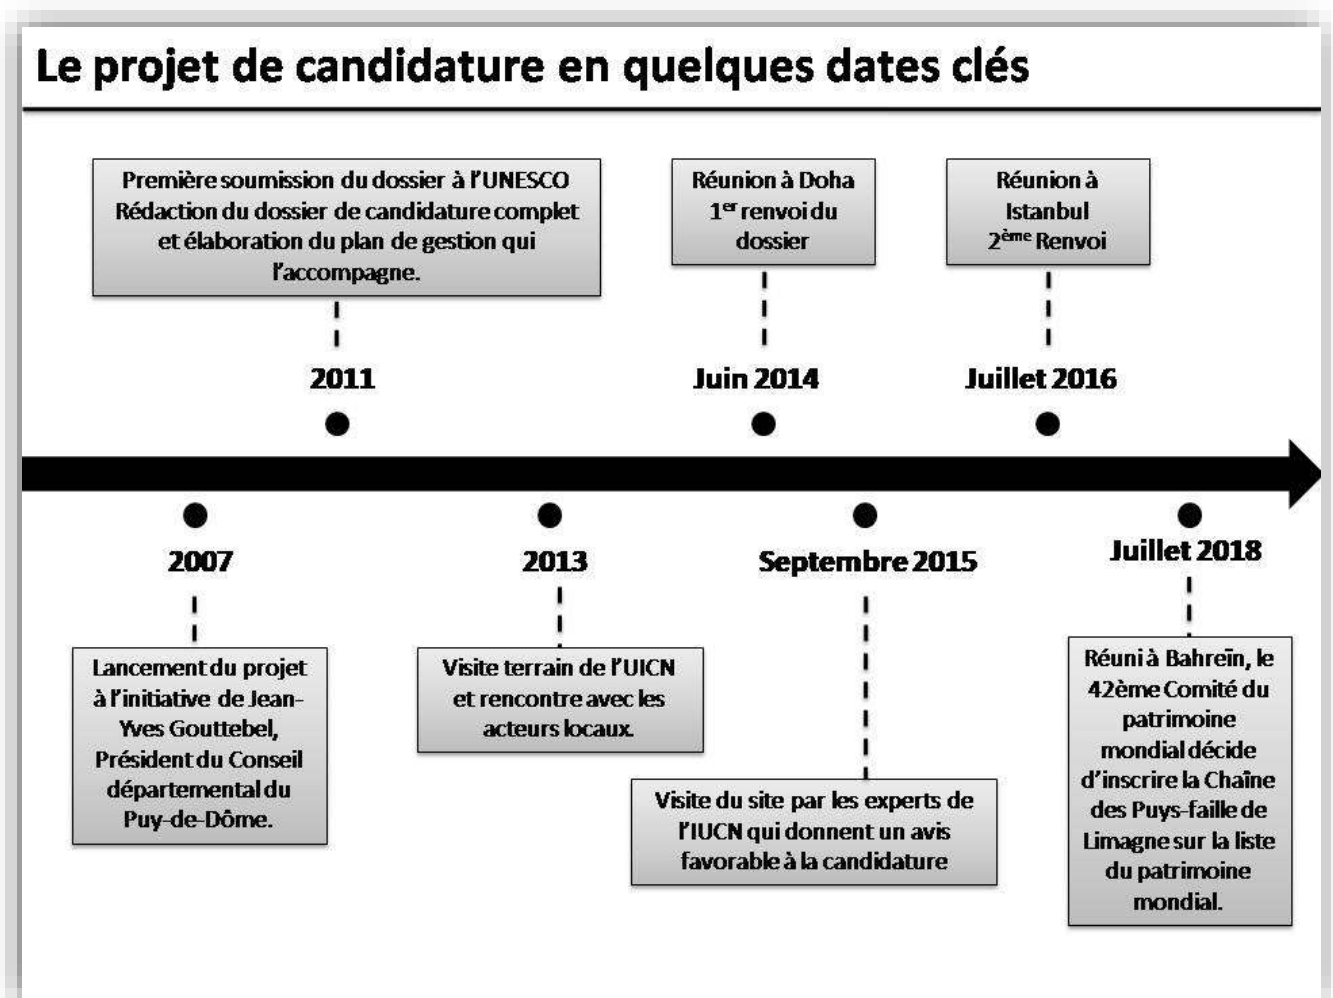 Le projet de candidature en quelques dates clés
Première soumission du dossier à l'UNESCO
Rédaction du dossier de candidature complet
et élaboration du plan de gestion qui
l'accompagne.
Réunion à Doha
1er renvoi du
dossier
Réunion à
Istanbul
2ème Renvoi
2011
Juin 2014
Juillet 2016
2007
2013
Septembre 2015
Juillet 2018
Lancement du projet
à l'initiative de Jean-
Yves Gouttebel,
Président du Conseil
départemental du
Puy-de-Dôme.
Visite terrain de l'UICN
et rencontre avec les
acteurs locaux.
Visite du site par les experts de
l'IUCN qui donnent un avis
favorable à la candidature
Réuni à Bahreïn, le
42ème Comité du
patrimoine
mondial décide
d'inscrire la Chaîne
des Puys-faille de
Limagne sur la liste
du patrimoine
mondial.